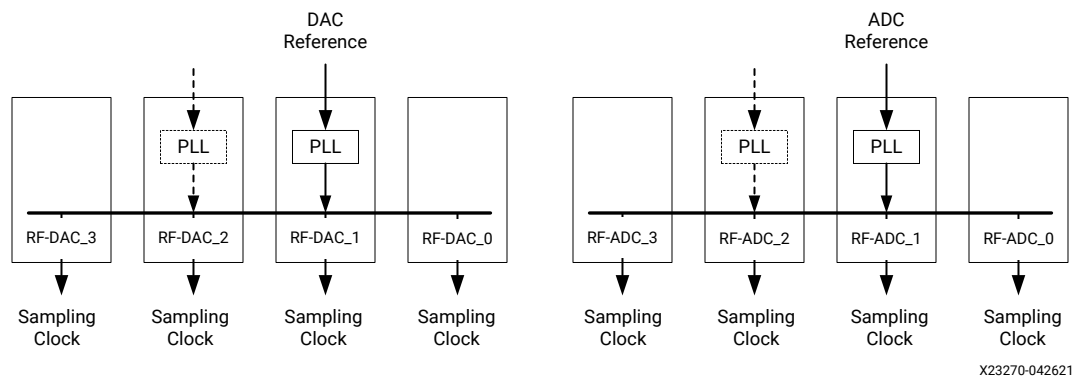 DAC
Reference
ADC
Reference
PLL
PLL
PLL
PLL
RF-DAC_3
RF-DAC_2
RF-DAC_1
RF-DAC_0
RF-ADC_3
RF-ADC_2
RF-ADC_1
RF-ADC_0
Sampling
Clock
Sampling
Clock
Sampling
Clock
Sampling
Clock
Sampling
Clock
Sampling
Clock
Sampling
Clock
Sampling
Clock
X23270-042621